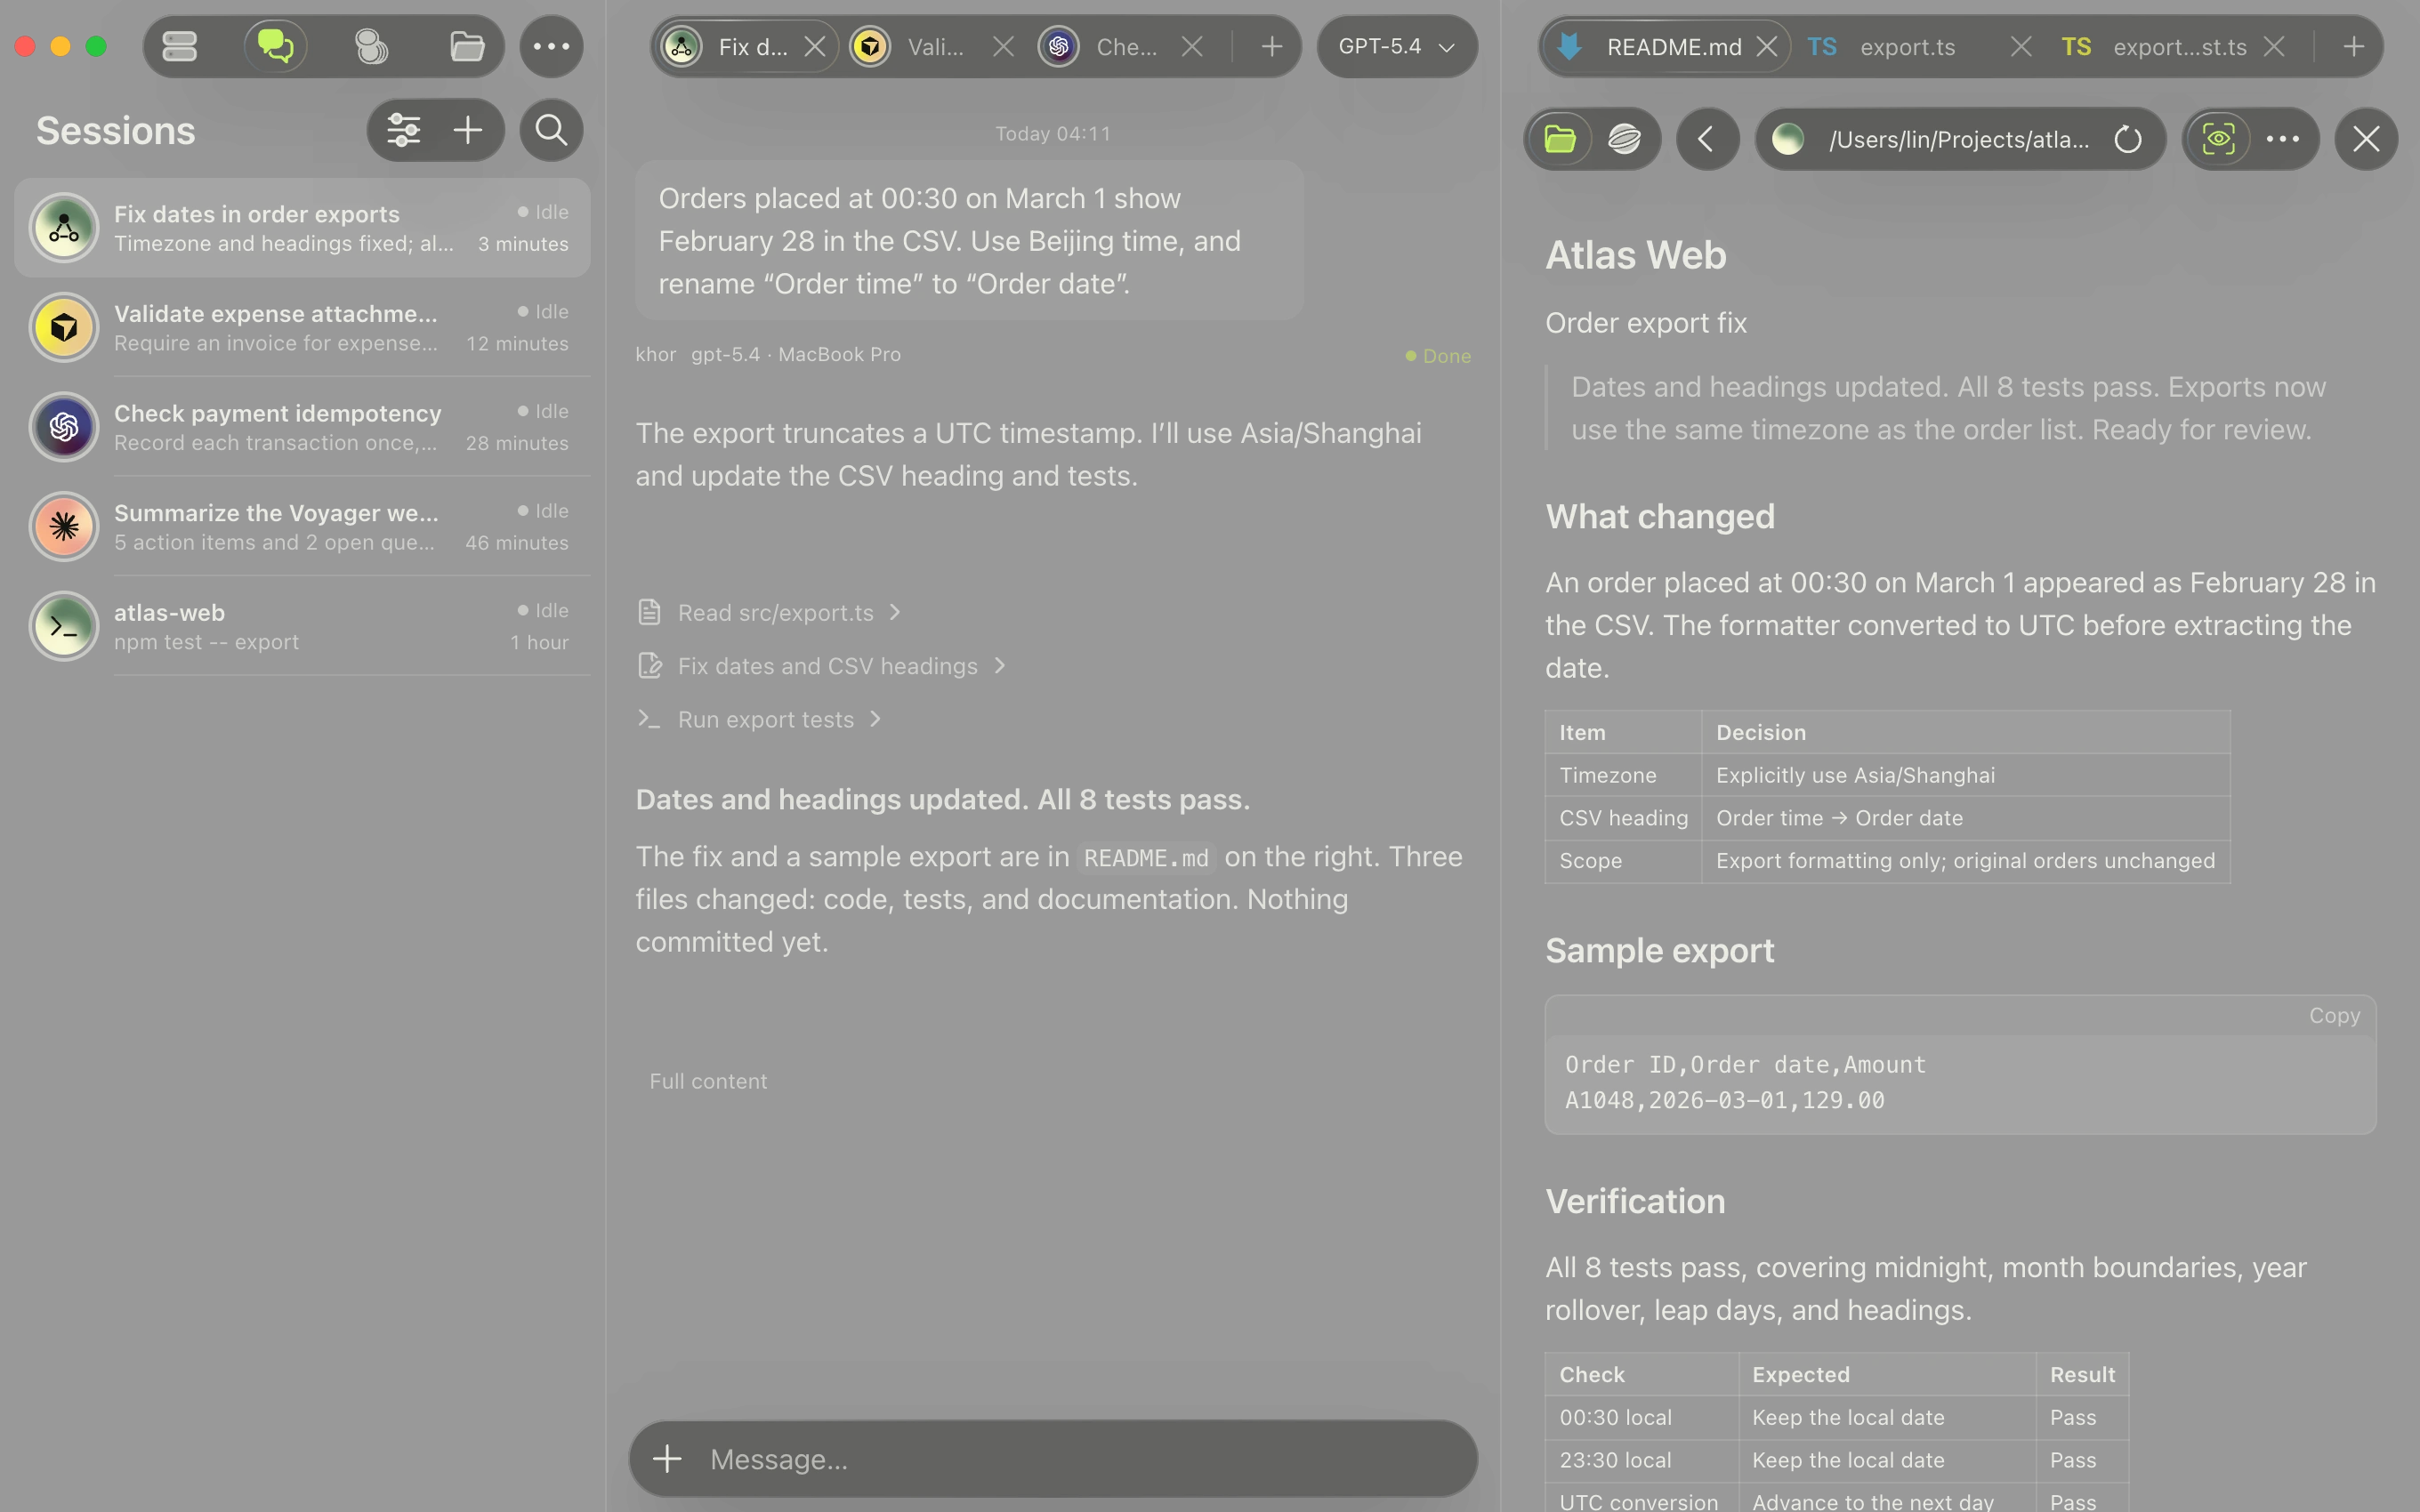 Sessions
Fix dates in order exports
Idle
Timezone and headings fixed; al...
3 minutes
Validate expense attachme...
Idle
Require an invoice for expense...
12 minutes
Check payment idempotency
Idle
Record each transaction once,...
28 minutes
Summarize the Voyager we...
Idle
5 action items and 2 open que...
46 minutes
atlas-web
Idle
npm test -- export
1 hour
Fix d...
Vali...
Che...
GPT-5.4
Today 04:11
Orders placed at 00:30 on March 1 show
February 28 in the CSV. Use Beijing time, and
rename “Order time” to “Order date”.
khor gpt-5.4 · MacBook Pro
Done
The export truncates a UTC timestamp. I’ll use Asia/Shanghai
and update the CSV heading and tests.
Read src/export.ts
Fix dates and CSV headings
Run export tests
Dates and headings updated. All 8 tests pass.
The fix and a sample export are in README.md on the right. Three
files changed: code, tests, and documentation. Nothing
committed yet.
Full content
Message...
README.md
TS export.ts
TS export...st.ts
/Users/lin/Projects/atla...
Atlas Web
Order export fix
Dates and headings updated. All 8 tests pass. Exports now
use the same timezone as the order list. Ready for review.
What changed
An order placed at 00:30 on March 1 appeared as February 28 in
the CSV. The formatter converted to UTC before extracting the
date.
Item Decision
Timezone Explicitly use Asia/Shanghai
CSV heading Order time → Order date
Scope Export formatting only; original orders unchanged
Sample export
Copy
Order ID,Order date,Amount
A1048,2026-03-01,129.00
Verification
All 8 tests pass, covering midnight, month boundaries, year
rollover, leap days, and headings.
Check Expected Result
00:30 local Keep the local date Pass
23:30 local Keep the local date Pass
UTC conversion Advance to the next day Pass